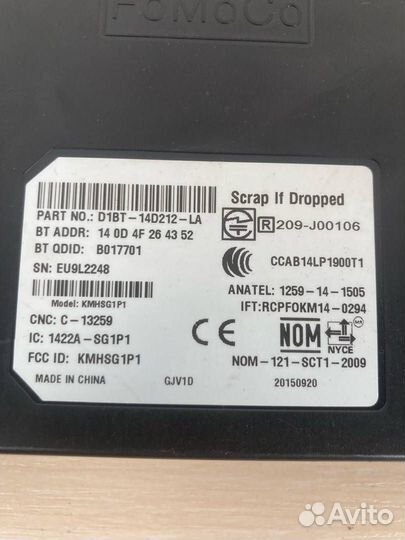 FoMoCo
PART NO.: D1BT-14D212-LA
BT ADDR: 14 0D 4F 26 43 52
BT QDID: B017701
SN: EU9L2248
Model: KMHSG1P1
CNC: C-13259
IC: 1422A-SG1P1
FCC ID: KMHSG1P1
MADE IN CHINA
GJV1D
Scrap If Dropped
R 209-J00106
CCAB14LP1900T1
ANATEL: 1259-14-1505
IFT:RCPFOKM14-0294
CE
NOM
NYCE
NOM-121-SCT1-2009
20150920
Avito